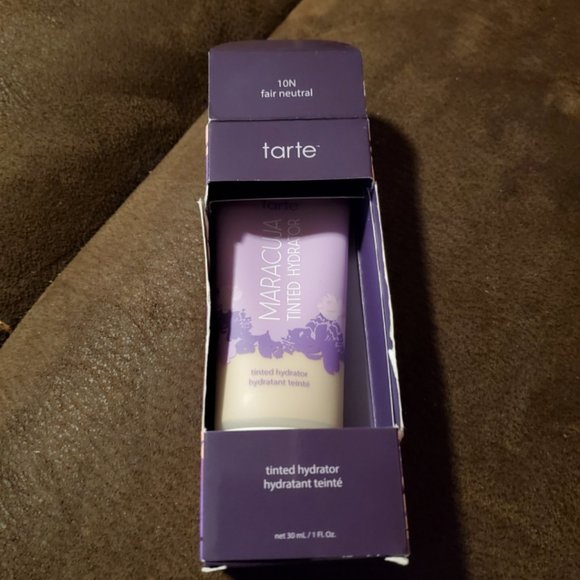 10N
fair neutral
tarte™
tarte
MARACUJA
TINTED HYDRATOR
tinted hydrator
hydratant teinté
tinted hydrator
hydratant teinté
net 30 mL / 1 Fl. Oz.